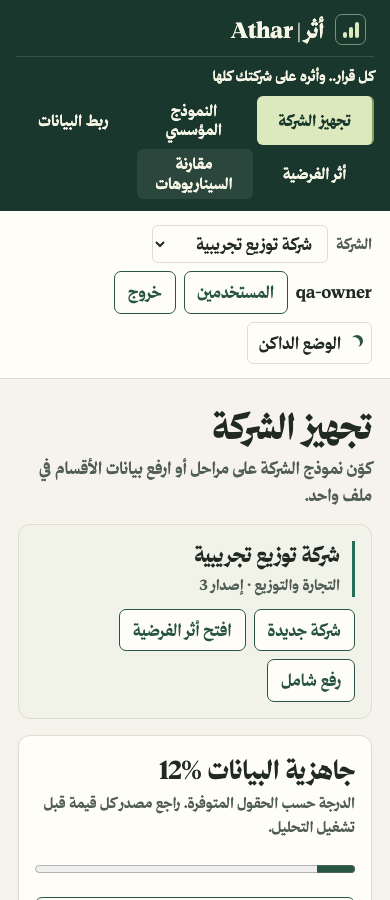 أثر | Athar
كل قرار.. وأثره على شركتك كلها
تجهيز الشركة
النموذج
المؤسسي
ربط البيانات
أثر الفرضية
مقارنة
السيناريوهات
الشركة
شركة توزيع تجريبية
qa-owner
المستخدمين
خروج
الوضع الداكن
تجهيز الشركة
كوّن نموذج الشركة على مراحل أو ارفع بيانات الأقسام في
ملف واحد.
شركة توزيع تجريبية
التجارة والتوزيع · إصدار 3
شركة جديدة
افتح أثر الفرضية
رفع شامل
جاهزية البيانات 12%
الدرجة حسب الحقول المتوفرة. راجع مصدر كل قيمة قبل
تشغيل التحليل.